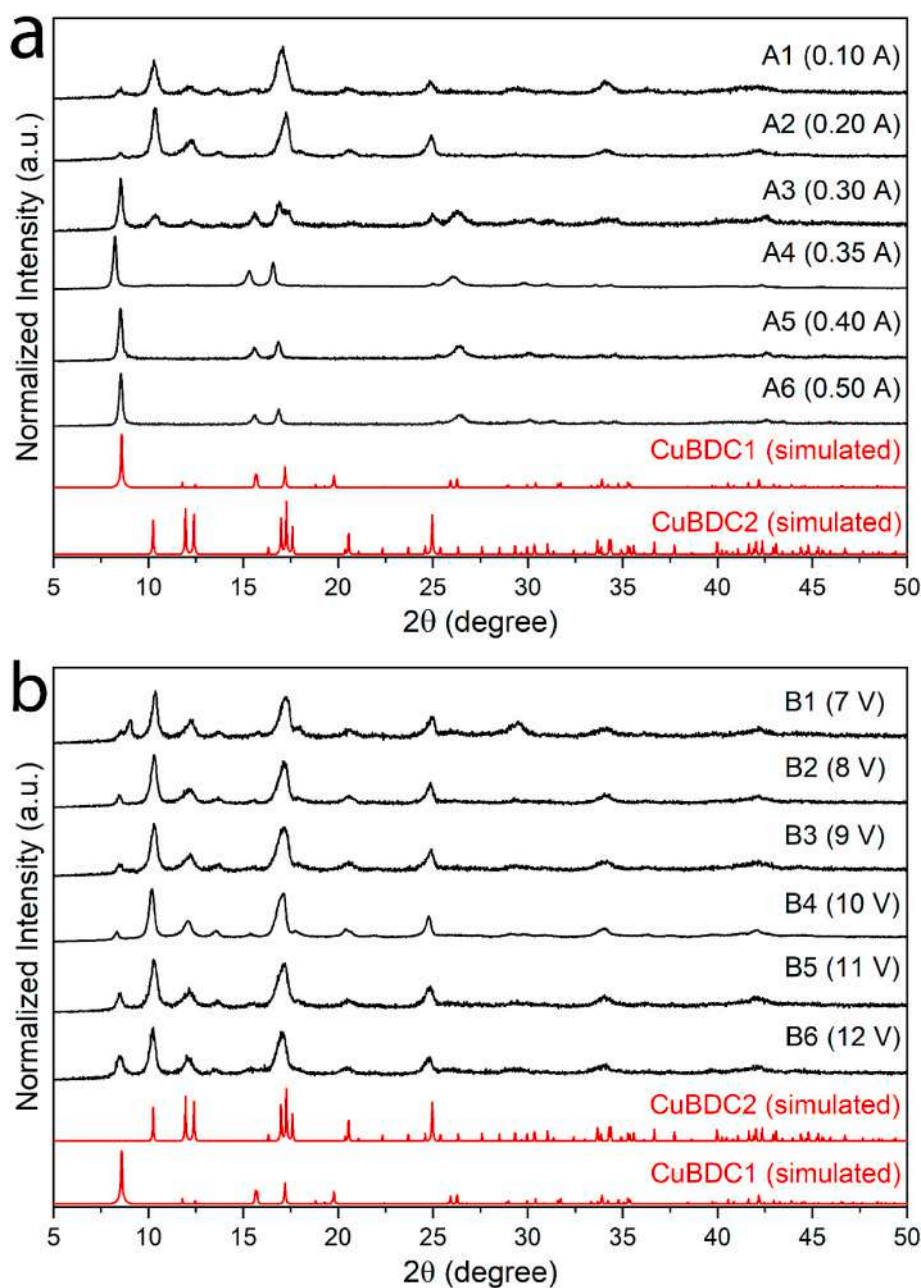 a
Normalized Intensity (a.u.)
A1 (0.10 A)
A2 (0.20 A)
A3 (0.30 A)
A4 (0.35 A)
A5 (0.40 A)
A6 (0.50 A)
CuBDC1 (simulated)
CuBDC2 (simulated)
5 10 15 20 25 30 35 40 45 50
2θ (degree)
b
Normalized Intensity (a.u.)
B1 (7 V)
B2 (8 V)
B3 (9 V)
B4 (10 V)
B5 (11 V)
B6 (12 V)
CuBDC2 (simulated)
CuBDC1 (simulated)
5 10 15 20 25 30 35 40 45 50
2θ (degree)